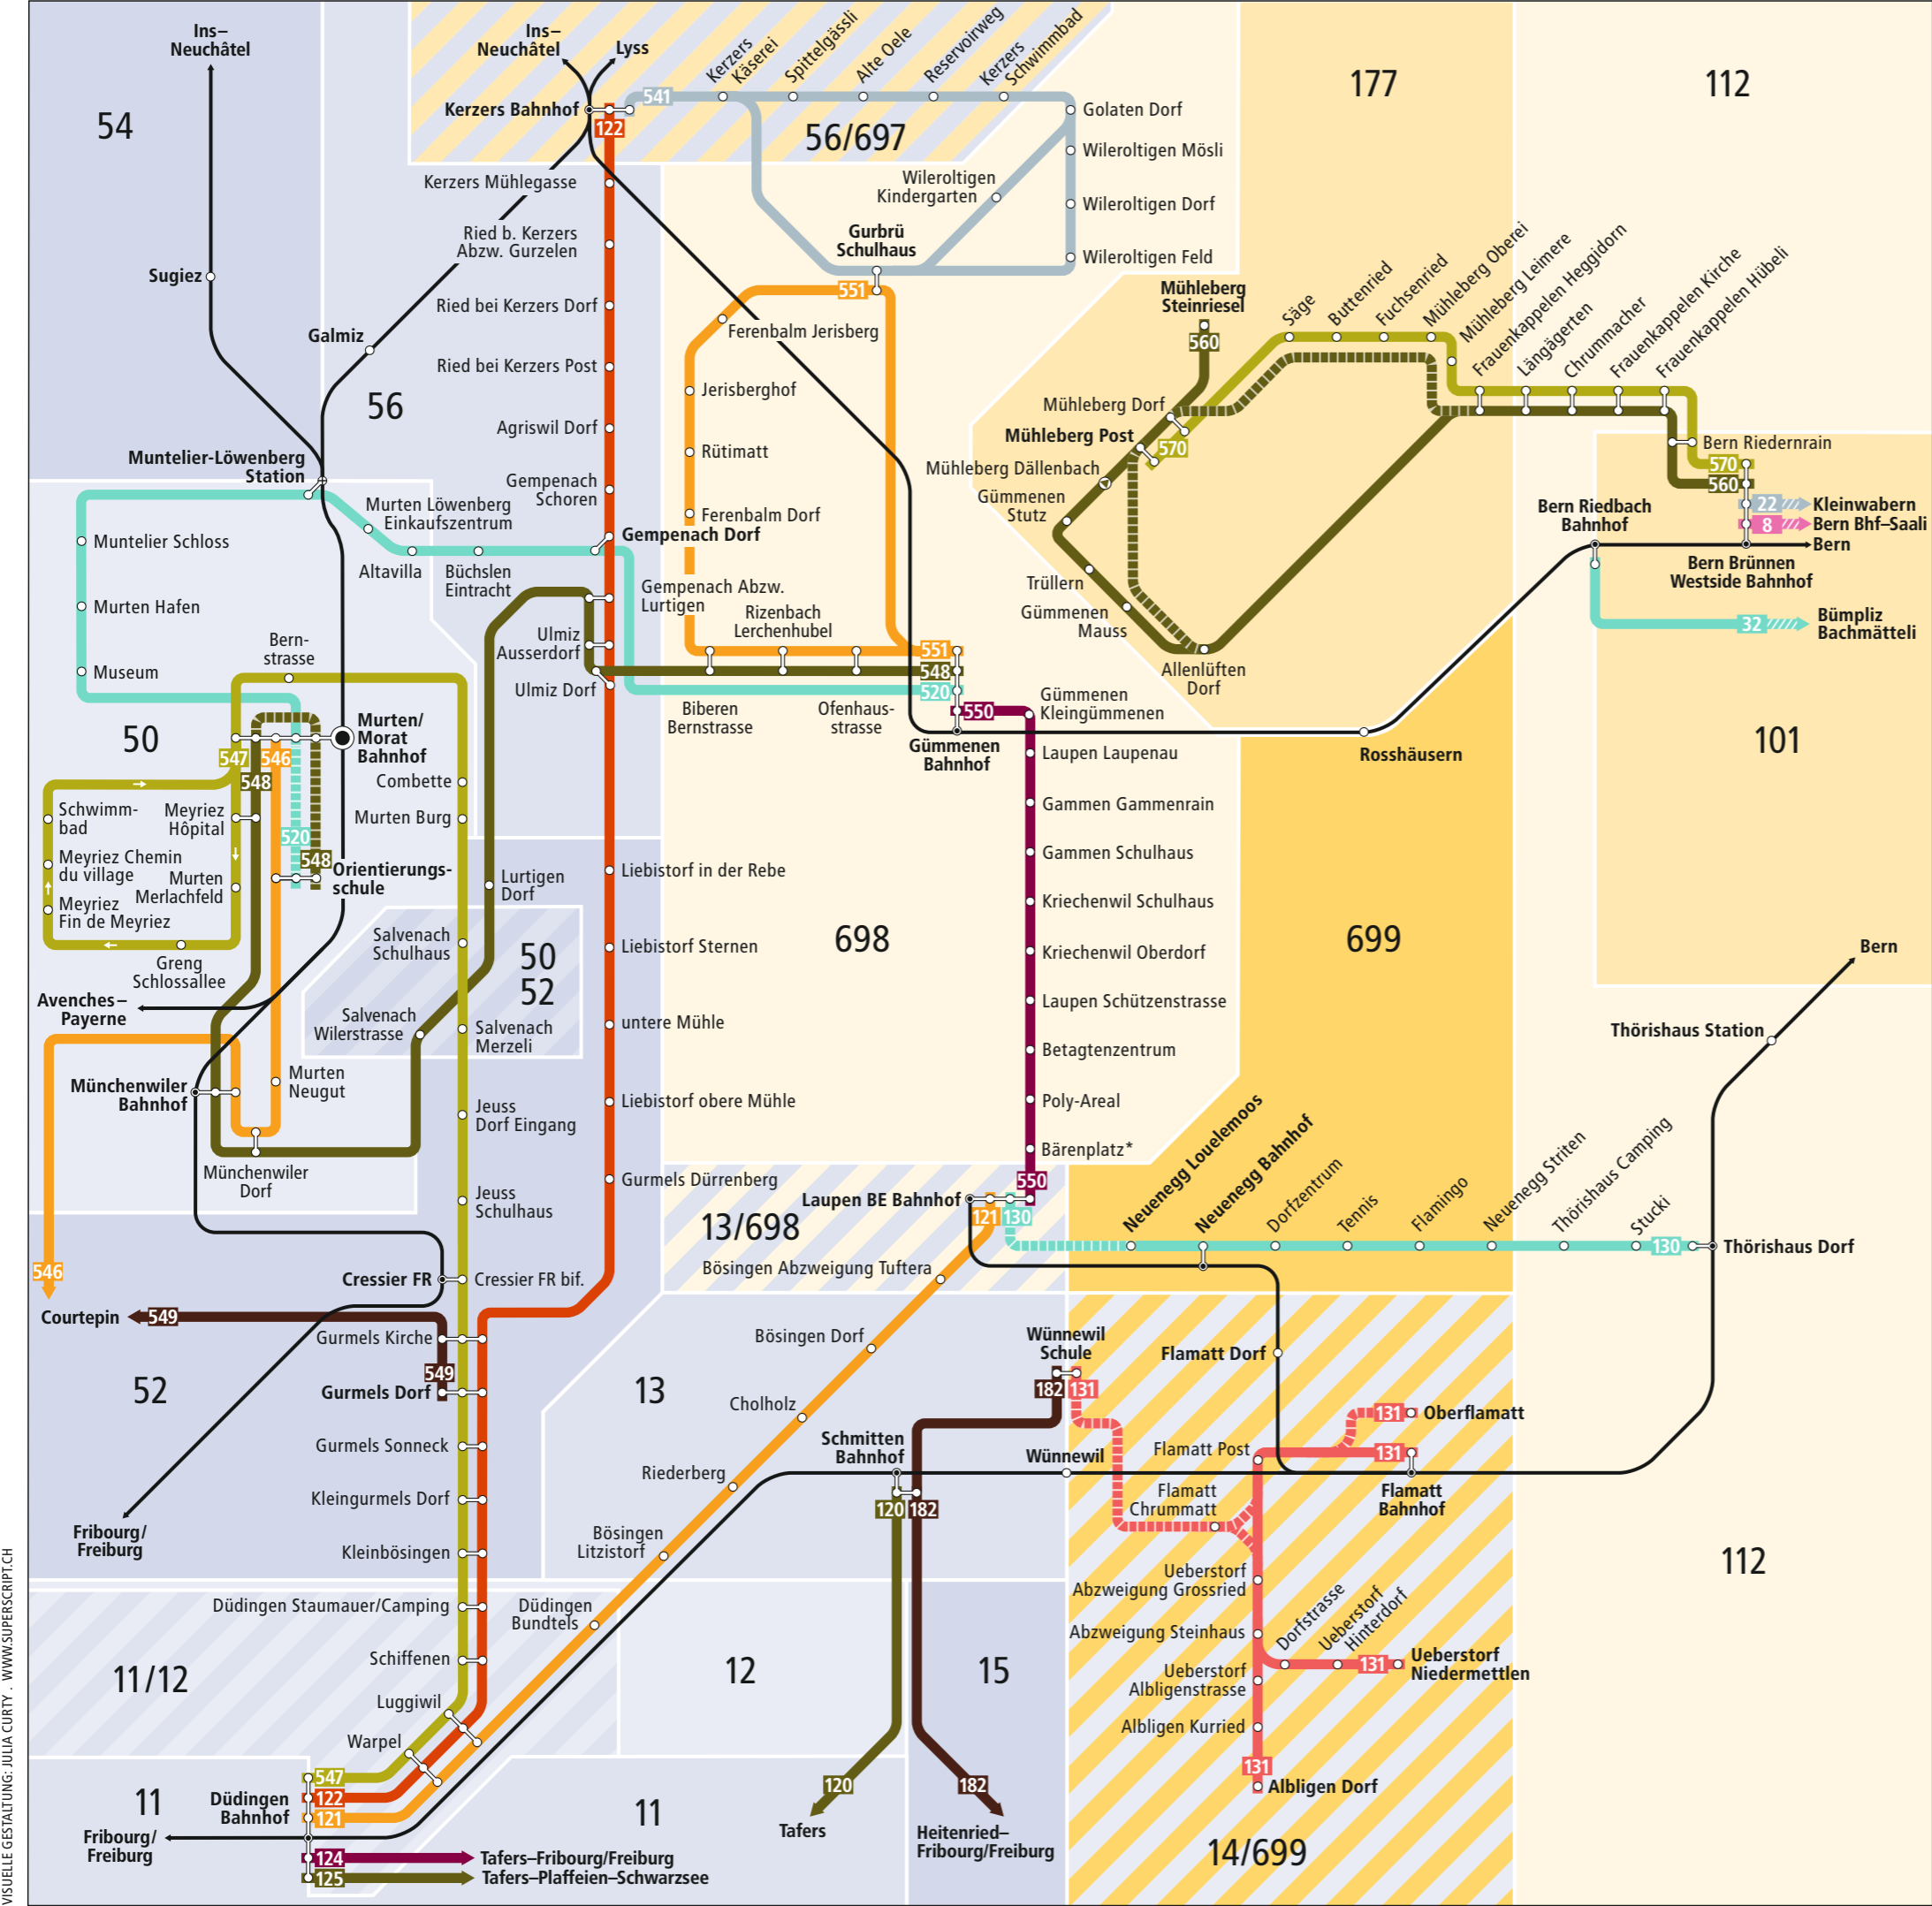 Ins–
Neuchâtel
Ins–
Neuchâtel
Lyss
Kerzers Bahnhof
122
541
Kerzers
Käserei
Spittelgässli
Alte Oele
Reservoirweg
Kerzers
Schwimmbad
54
56/697
177
112
Golaten Dorf
Wileroltigen Mösli
Wileroltigen
Kindergarten
Wileroltigen Dorf
Wileroltigen Feld
Gurbrü
Schulhaus
551
Kerzers Mühlegasse
Ried b. Kerzers
Abzw. Gurzelen
Ried bei Kerzers Dorf
Ried bei Kerzers Post
Agriswil Dorf
Gempenach
Schoren
Gempenach Dorf
Sugiez
Galmiz
56
Muntelier-Löwenberg
Station
Ferenbalm Jerisberg
Jerisberghof
Rütimatt
Ferenbalm Dorf
Mühleberg
Steinriesel
560
Säge
Buttenried
Fuchsenried
Mühleberg Oberei
Mühleberg Leimere
Frauenkappelen Heggidorn
Längägerten
Chrummacher
Frauenkappelen Kirche
Frauenkappelen Hübeli
Mühleberg Dorf
Mühleberg Post
570
Mühleberg Dällenbach
Gümmenen
Stutz
Trüllern
Gümmenen
Mauss
Allenlüften
Dorf
Bern Riedernrain
570
560
22
Kleinwabern
8
Bern Bhf–Saali
Bern
Bern Riedbach
Bahnhof
Bern Brünnen
Westside Bahnhof
32
Bümpliz
Bachmätteli
Murten Löwenberg
Einkaufszentrum
Altavilla
Büchslen
Eintracht
Muntelier Schloss
Murten Hafen
Museum
Bern-
strasse
Gempenach Abzw.
Lurtigen
Ulmiz
Ausserdorf
Ulmiz Dorf
Rizenbach
Lerchenhubel
551
548
520
550
Biberen
Bernstrasse
Ofenhaus-
strasse
Gümmenen
Bahnhof
Gümmenen
Kleingümmenen
Rosshäusern
101
50
Murten/
Morat
Bahnhof
547
546
548
520
548
Orientierungs-
schule
Schwimm-
bad
Meyriez
Hôpital
Meyriez Chemin
du village
Murten
Merlachfeld
Meyriez
Fin de Meyriez
Greng
Schlossallee
Avenches–
Payerne
Combette
Murten Burg
Lurtigen
Dorf
Salvenach
Schulhaus
50
52
Salvenach
Wilerstrasse
Salvenach
Merzeli
Münchenwiler
Bahnhof
Murten
Neugut
Münchenwiler
Dorf
Jeuss
Dorf Eingang
Jeuss
Schulhaus
Liebistorf in der Rebe
Liebistorf Sternen
untere Mühle
Liebistorf obere Mühle
Gurmels Dürrenberg
698
699
Laupen Laupenau
Gammen Gammenrain
Gammen Schulhaus
Kriechenwil Schulhaus
Kriechenwil Oberdorf
Laupen Schützenstrasse
Betagtenzentrum
Poly-Areal
Bärenplatz*
550
Laupen BE Bahnhof
121
130
13/698
Bösingen Abzweigung Tuftera
Bern
Thörishaus Station
Neuenegg Louelemoos
Neuenegg Bahnhof
Dorfzentrum
Tennis
Flamingo
Neuenegg Striten
Thörishaus Camping
Stucki
130
Thörishaus Dorf
546
Courtepin
549
Cressier FR
Cressier FR bif.
Gurmels Kirche
549
Gurmels Dorf
Gurmels Sonneck
Kleingurmels Dorf
Kleinbösingen
52
Fribourg/
Freiburg
13
Bösingen Dorf
Cholholz
Riederberg
Bösingen
Litzistorf
Düdingen
Bundtels
Wünnewil
Schule
182
131
Schmitten
Bahnhof
Wünnewil
120
182
Flamatt Dorf
131
Oberflamatt
Flamatt Post
131
Flamatt
Bahnhof
Flamatt
Chrummatt
Ueberstorf
Abzweigung Grossried
Abzweigung Steinhaus
Dorfstrasse
Ueberstorf
Hinterdorf
131
Ueberstorf
Niedermettlen
Ueberstorf
Albligenstrasse
Albligen Kurried
131
Albligen Dorf
14/699
112
Düdingen Staumauer/Camping
Schiffenen
11/12
Luggiwil
Warpel
12
15
11
Düdingen
Bahnhof
547
122
121
Fribourg/
Freiburg
124
Tafers–Fribourg/Freiburg
125
Tafers–Plaffeien–Schwarzsee
11
120
Tafers
182
Heitenried–
Fribourg/Freiburg
VISUELLE GESTALTUNG: JULIA CURTY . WWW.SUPERSCRIPT.CH